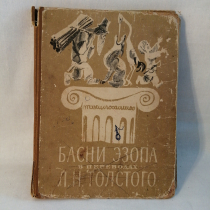 БАСНИ ЭЗОПА
В ПЕРЕВОДАХ
Л.Н.ТОЛСТОГО